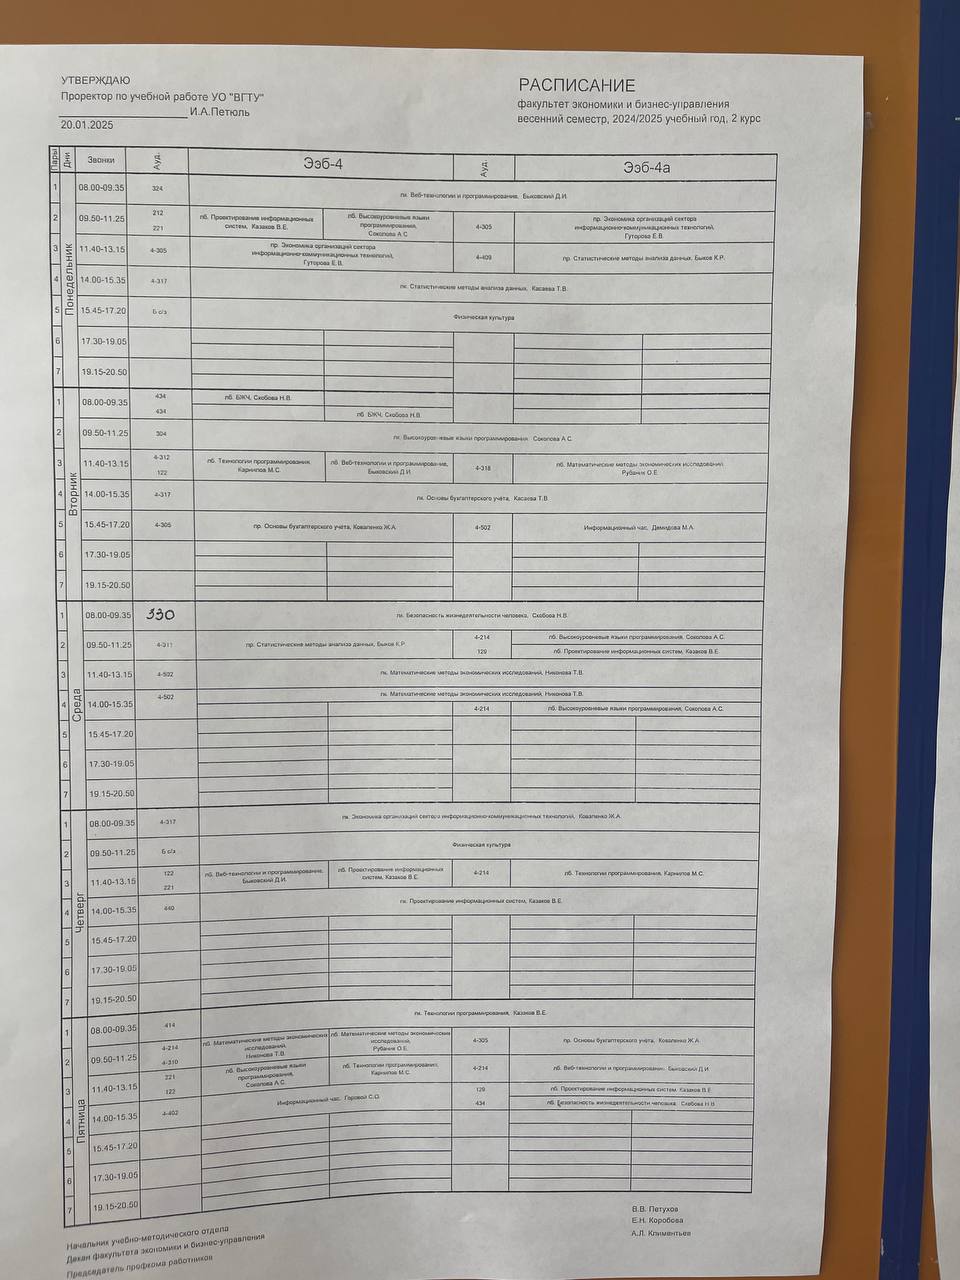 УТВЕРЖДАЮ
Проректор по учебной работе УО "ВГТУ"
И.А.Петюль
20.01.2025
РАСПИСАНИЕ
факультет экономики и бизнес-управления
весенний семестр, 2024/2025 учебный год, 2 курс
Пары Дни Звонки Ауд. Ээб-4 Ауд. Ээб-4а
Понедельник
1 08.00-09.35 324 лк. Веб-технологии и программирование, Быковский Д.И.
2 09.50-11.25 212 лб. Проектирование информационных систем, Казаков В.Е. 221 лб. Высокоуровневые языки программирования, Соколова А.С. 4-305 пр. Экономика организаций сектора информационно-коммуникационных технологий, Гуторова Е.В.
3 11.40-13.15 4-305 пр. Экономика организаций сектора информационно-коммуникационных технологий, Гуторова Е.В. 4-409 пр. Статистические методы анализа данных, Быков К.Р.
4 14.00-15.35 4-317 лк. Статистические методы анализа данных, Касаева Т.В.
5 15.45-17.20 Б с/з Физическая культура
6 17.30-19.05
7 19.15-20.50
Вторник
1 08.00-09.35 434 лб. БЖЧ, Скобова Н.В.
434 лб. БЖЧ, Скобова Н.В.
2 09.50-11.25 304 лк. Высокоуровневые языки программирования, Соколова А.С.
3 11.40-13.15 4-312 лб. Технологии программирования, Карнилов М.С. 122 лб. Веб-технологии и программирование, Быковский Д.И. 4-318 лб. Математические методы экономических исследований, Рубаник О.Е.
4 14.00-15.35 4-317 лк. Основы бухгалтерского учёта, Касаева Т.В.
5 15.45-17.20 4-305 пр. Основы бухгалтерского учёта, Коваленко Ж.А. 4-502 Информационный час, Демидова М.А.
6 17.30-19.05
7 19.15-20.50
Среда
1 08.00-09.35 330 лк. Безопасность жизнедеятельности человека, Скобова Н.В.
2 09.50-11.25 4-311 пр. Статистические методы анализа данных, Быков К.Р. 4-214 лб. Высокоуровневые языки программирования, Соколова А.С.
129 лб. Проектирование информационных систем, Казаков В.Е.
3 11.40-13.15 4-502 лк. Математические методы экономических исследований, Никонова Т.В.
4 14.00-15.35 4-502 лк. Математические методы экономических исследований, Никонова Т.В.
4-214 лб. Высокоуровневые языки программирования, Соколова А.С.
5 15.45-17.20
6 17.30-19.05
7 19.15-20.50
Четверг
1 08.00-09.35 4-317 лк. Экономика организаций сектора информационно-коммуникационных технологий, Коваленко Ж.А.
2 09.50-11.25 Б с/з Физическая культура
3 11.40-13.15 122 лб. Веб-технологии и программирование, Быковский Д.И. 221 лб. Проектирование информационных систем, Казаков В.Е. 4-214 лб. Технологии программирования, Карнилов М.С.
4 14.00-15.35 440 лк. Проектирование информационных систем, Казаков В.Е.
5 15.45-17.20
6 17.30-19.05
7 19.15-20.50
Пятница
1 08.00-09.35 414 лк. Технологии программирования, Казаков В.Е.
2 09.50-11.25 4-214 лб. Математические методы экономических исследований, Никонова Т.В. 4-310 лб. Математические методы экономических исследований, Рубаник О.Е. 4-305 пр. Основы бухгалтерского учёта, Коваленко Ж.А.
3 11.40-13.15 221 лб. Высокоуровневые языки программирования, Соколова А.С. 122 лб. Технологии программирования, Карнилов М.С. 4-214 лб. Веб-технологии и программирование, Быковский Д.И.
4 14.00-15.35 4-402 Информационный час, Горовой С.О. 129 лб. Проектирование информационных систем, Казаков В.Е.
434 лб. Безопасность жизнедеятельности человека, Скобова Н.В.
5 15.45-17.20
6 17.30-19.05
7 19.15-20.50
Начальник учебно-методического отдела В.В. Петухов
Декан факультета экономики и бизнес-управления Е.Н. Коробова
Председатель профкома работников А.Л. Климентьев